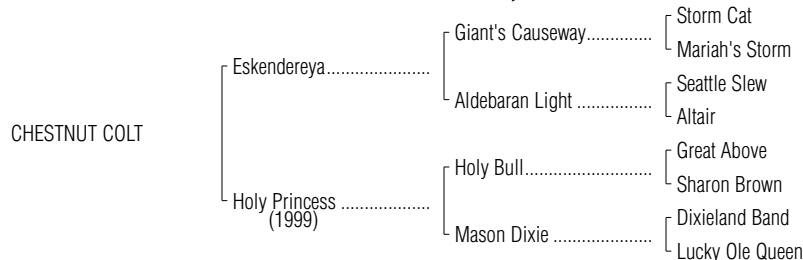 Storm Cat
Giant's Causeway..............
Mariah's Storm
Eskendereya......................
Seattle Slew
Aldebaran Light ................
Altair
CHESTNUT COLT
Great Above
Holy Bull...........................
Sharon Brown
Holy Princess ...................
(1999)
Dixieland Band
Mason Dixie .....................
Lucky Ole Queen